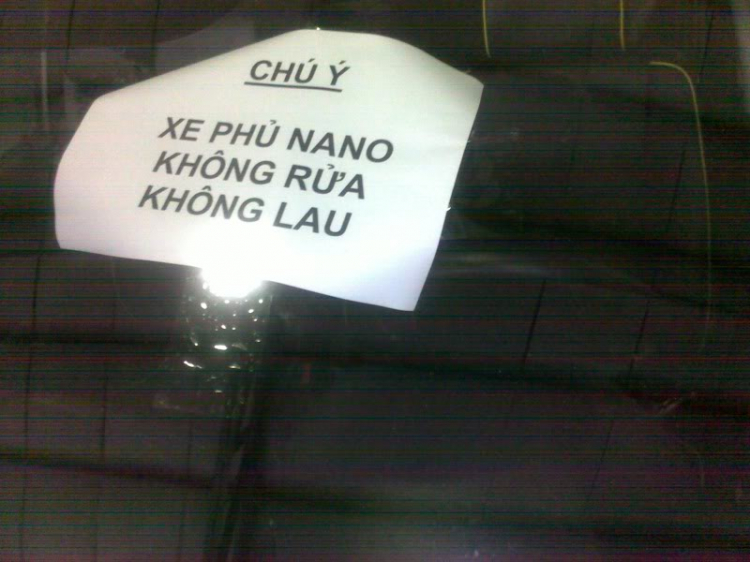 CHÚ Ý
XE PHỦ NANO
KHÔNG RỬA
KHÔNG LAU